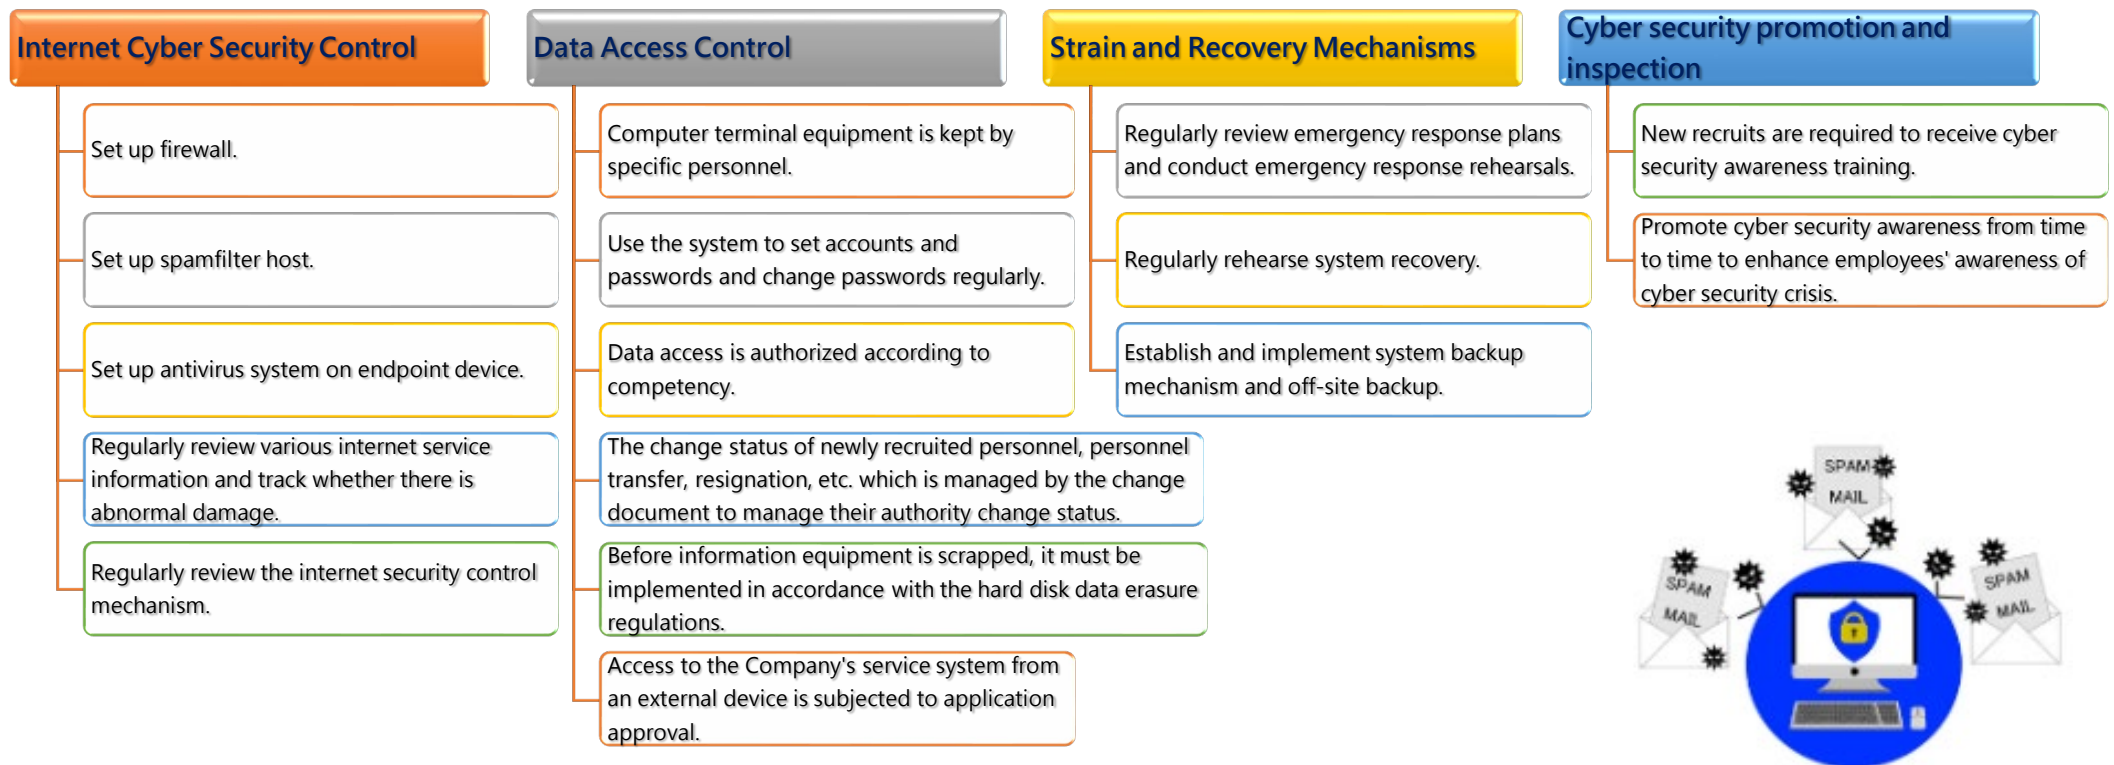 Internet Cyber Security Control
Set up firewall.
Set up spamfilter host.
Set up antivirus system on endpoint device.
Regularly review various internet service
information and track whether there is
abnormal damage.
Regularly review the internet security control
mechanism.
Data Access Control
Computer terminal equipment is kept by
specific personnel.
Use the system to set accounts and
passwords and change passwords regularly.
Data access is authorized according to
competency.
The change status of newly recruited personnel, personnel
transfer, resignation, etc. which is managed by the change
document to manage their authority change status.
Before information equipment is scrapped, it must be
implemented in accordance with the hard disk data erasure
regulations.
Access to the Company's service system from
an external device is subjected to application
approval.
Strain and Recovery Mechanisms
Regularly review emergency response plans
and conduct emergency response rehearsals.
Regularly rehearse system recovery.
Establish and implement system backup
mechanism and off-site backup.
Cyber security promotion and
inspection
New recruits are required to receive cyber
security awareness training.
Promote cyber security awareness from time
to time to enhance employees' awareness of
cyber security crisis.
SPAM
MAIL
SPAM
MAIL
SPAM
MAIL